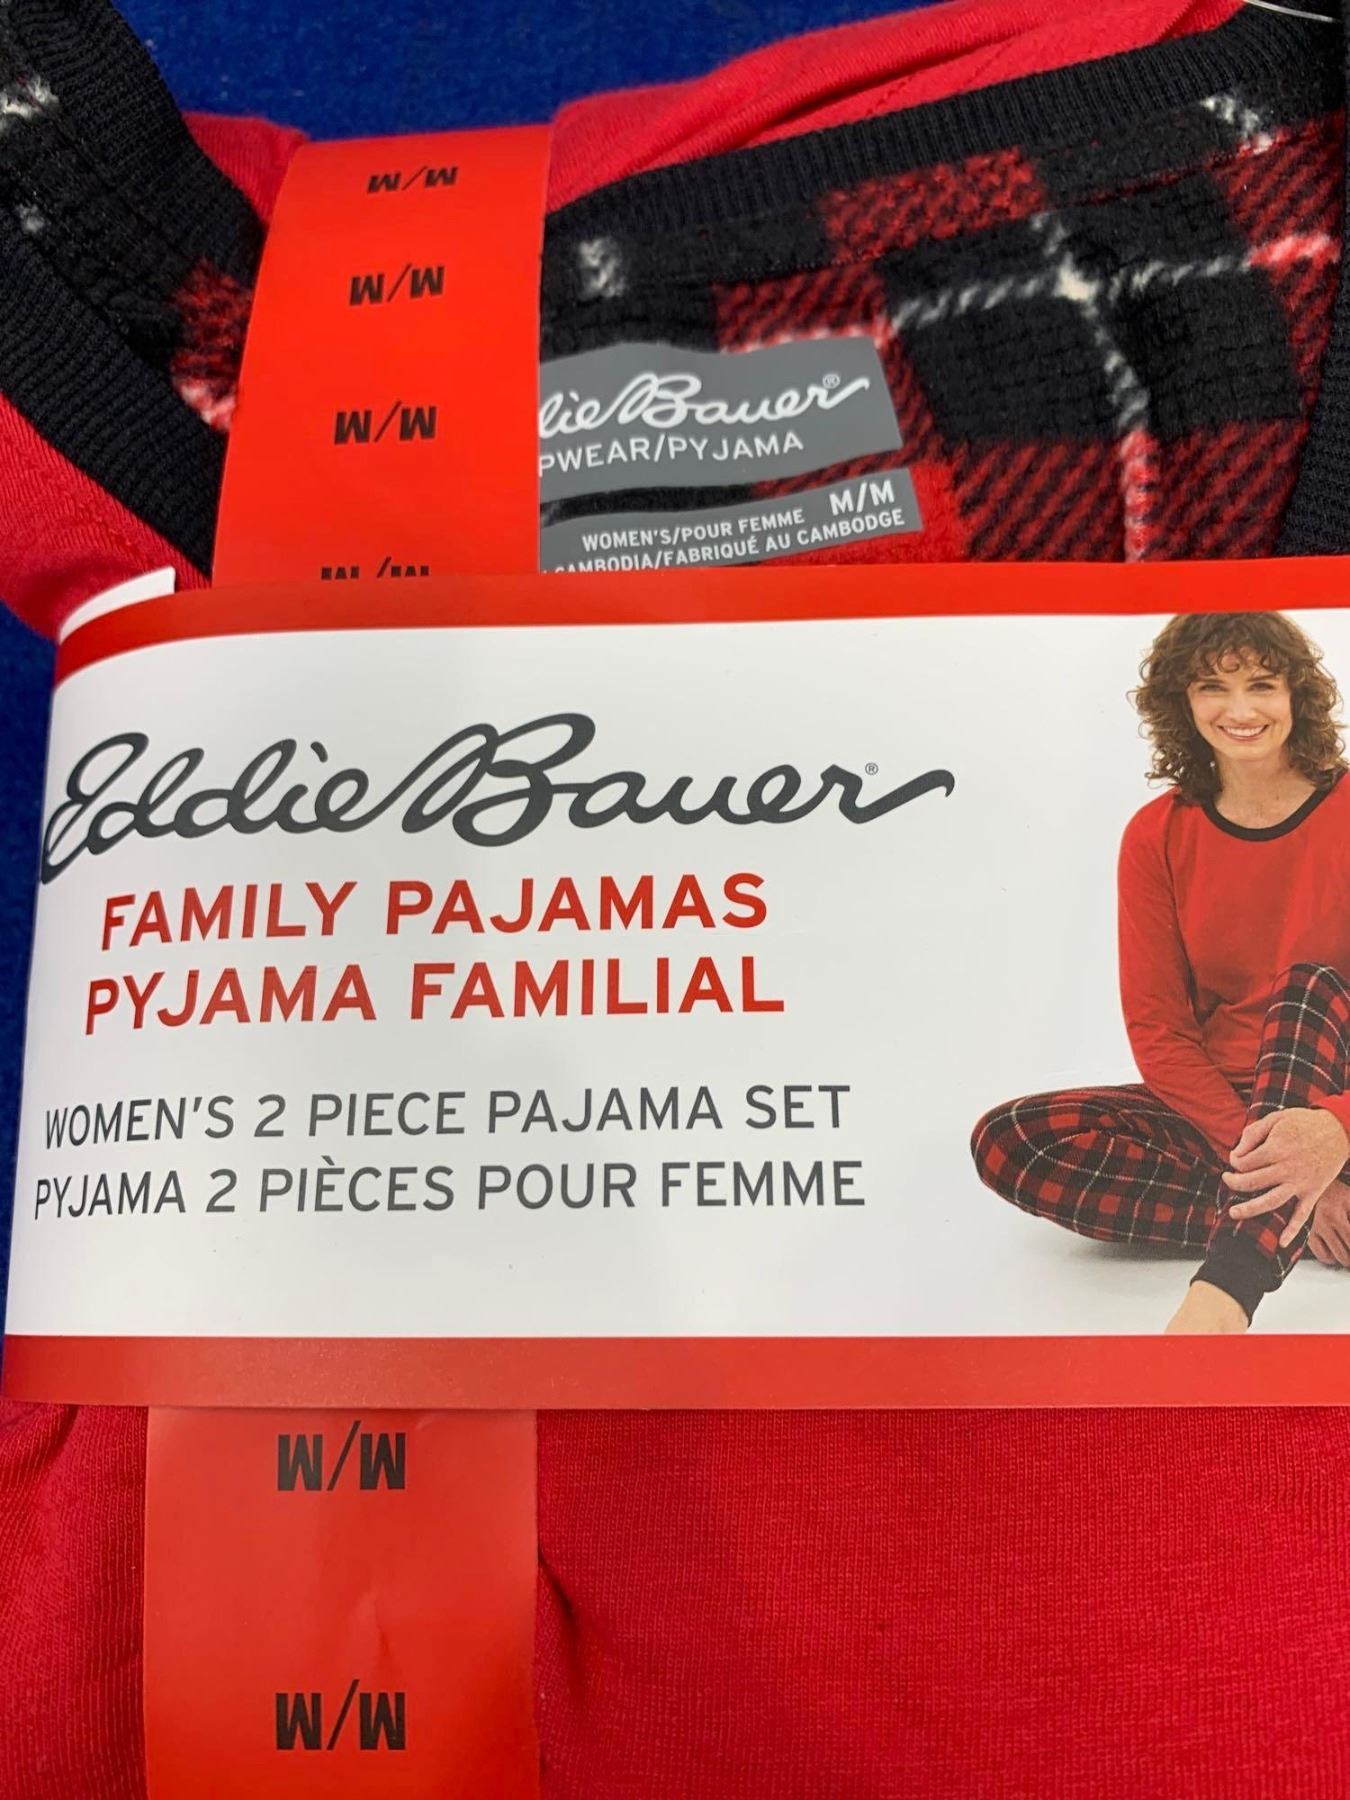 M/M
M/M
M/M
M/M
lie Bauer®
PWEAR/PYJAMA
M/M
WOMEN'S/POUR FEMME
CAMBODIA/FABRIQUÉ AU CAMBODGE
Eddie Bauer®
FAMILY PAJAMAS
PYJAMA FAMILIAL
WOMEN'S 2 PIECE PAJAMA SET
PYJAMA 2 PIÈCES POUR FEMME
M/M
M/M